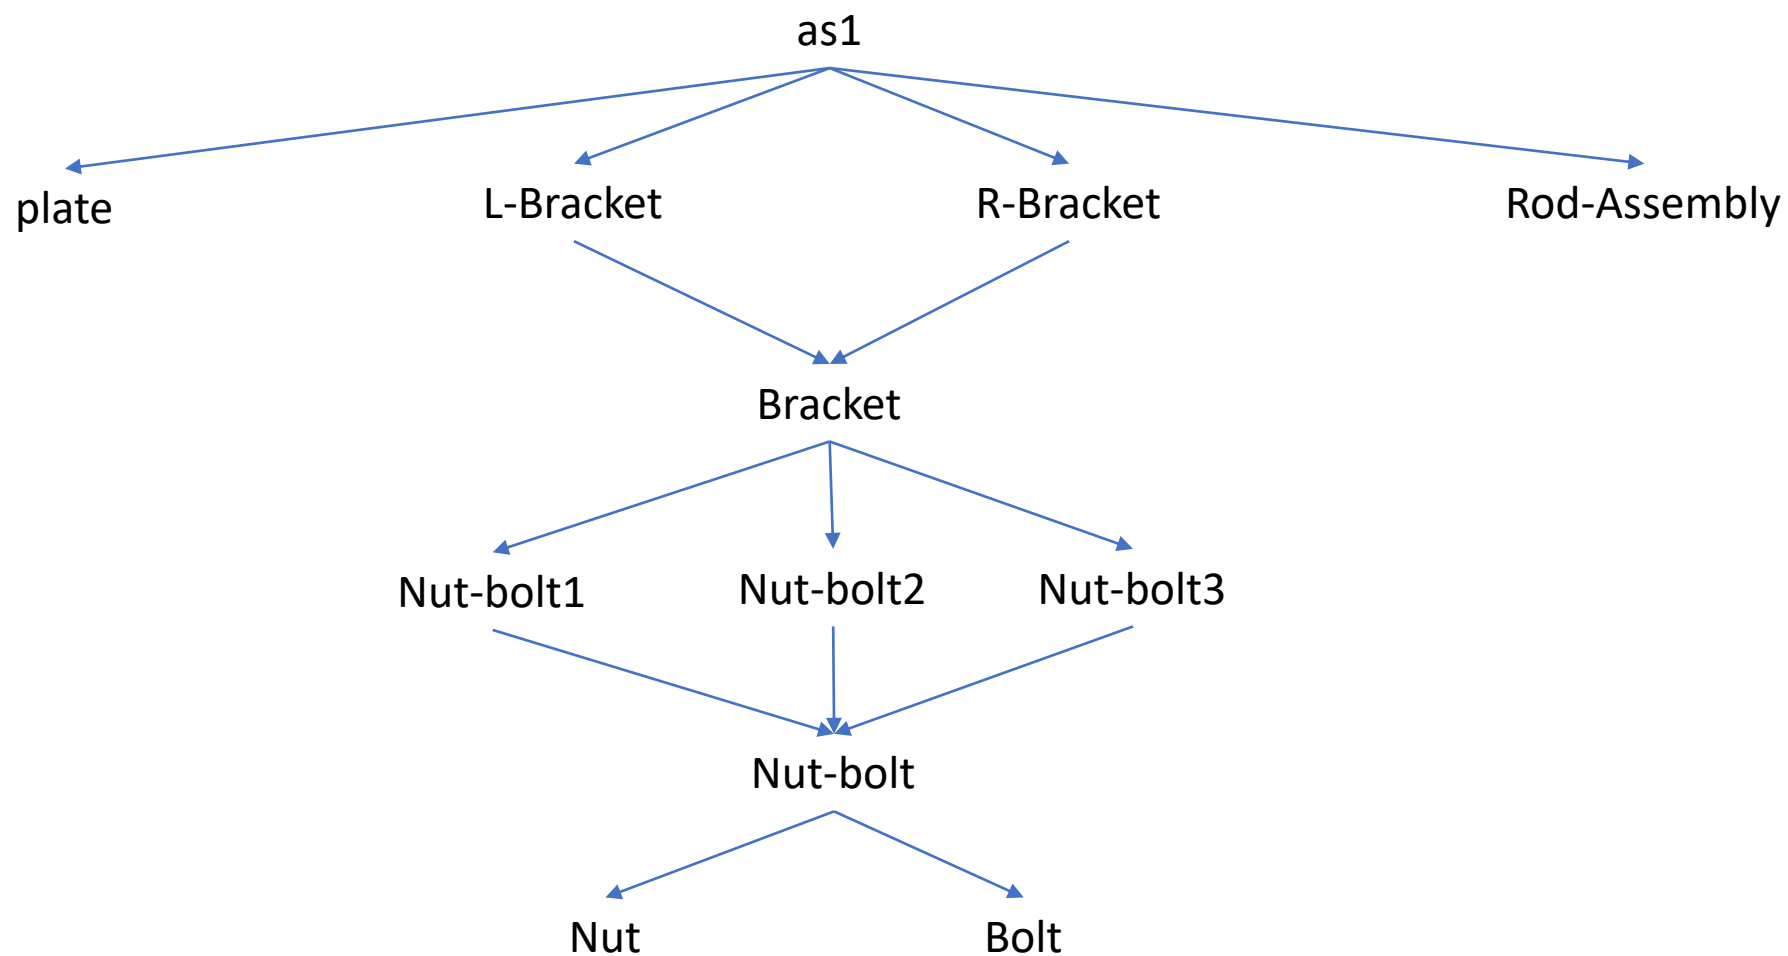 as1
plate
L-Bracket
R-Bracket
Rod-Assembly
Bracket
Nut-bolt1
Nut-bolt2
Nut-bolt3
Nut-bolt
Nut
Bolt